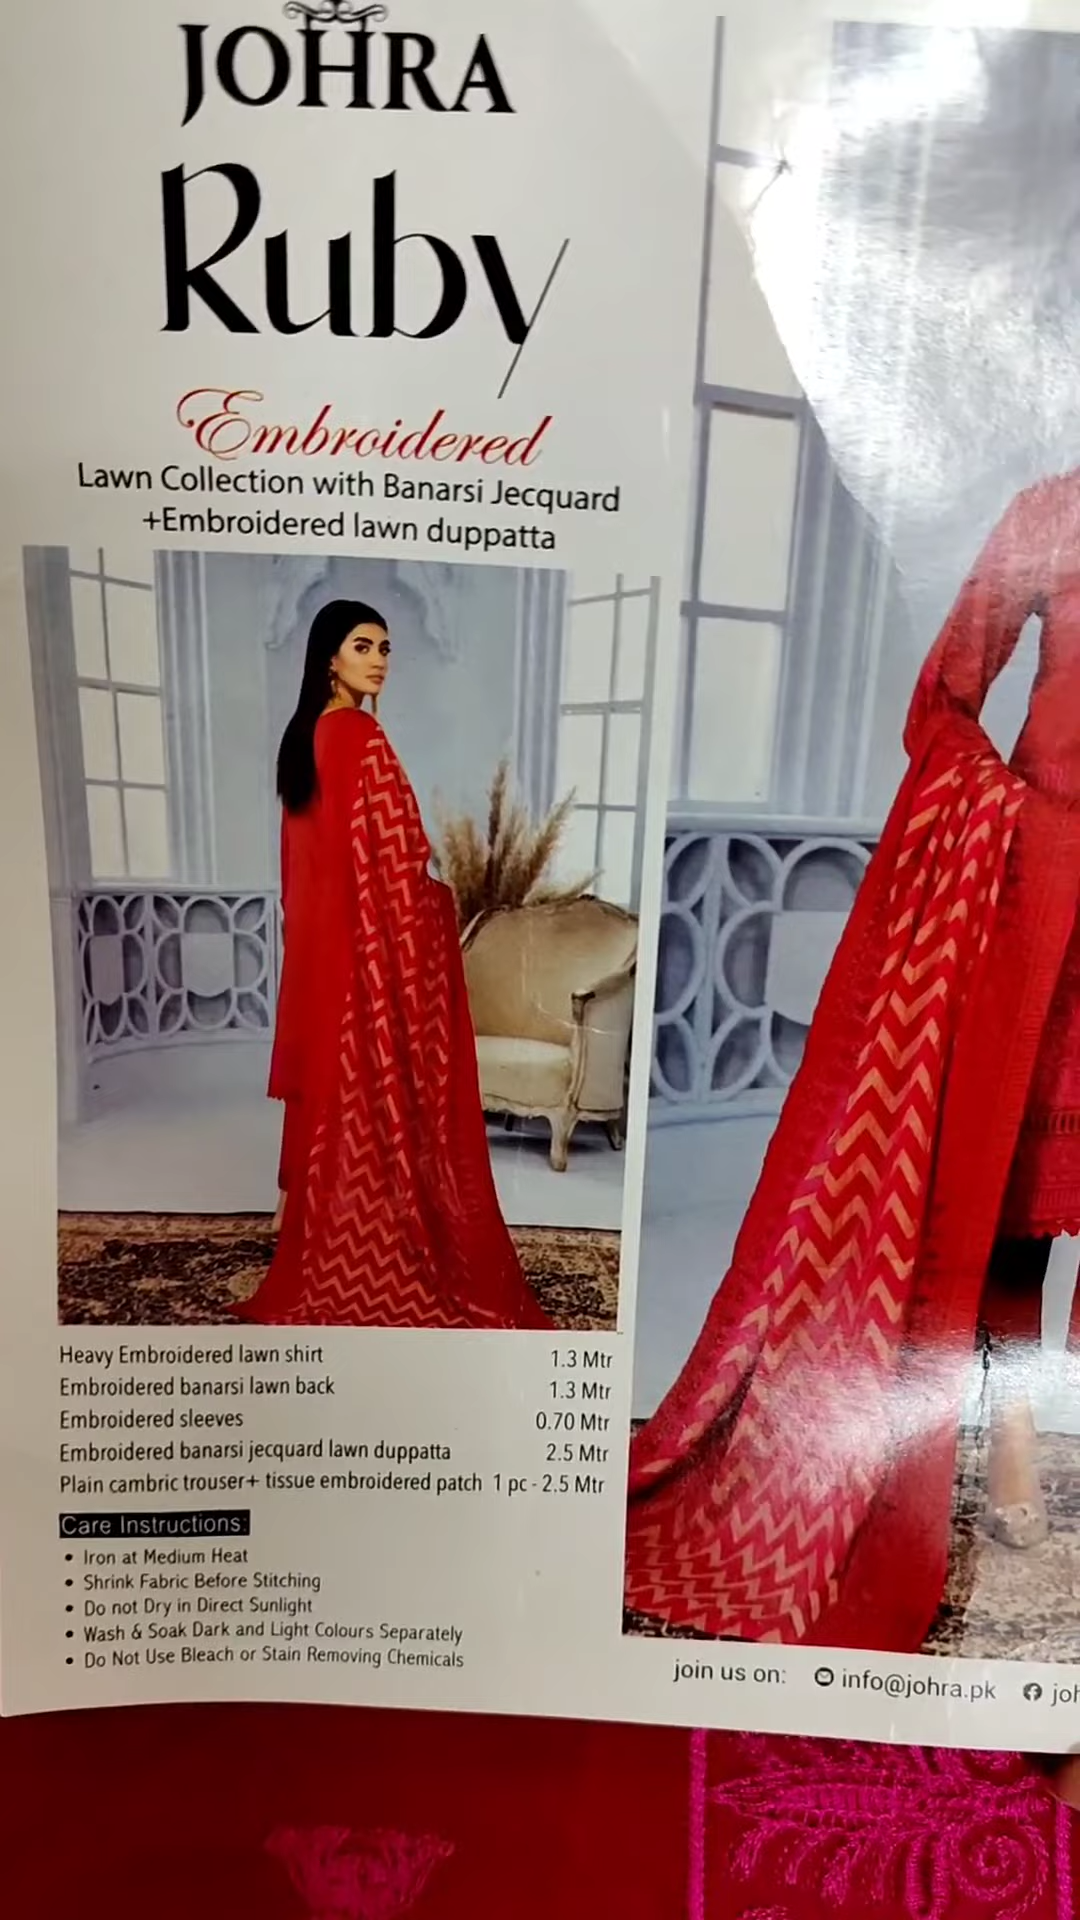 JOHRA
Ruby
Embroidered
Lawn Collection with Banarsi Jecquard
+Embroidered lawn duppatta
Heavy Embroidered lawn shirt 1.3 Mtr
Embroidered banarsi lawn back 1.3 Mtr
Embroidered sleeves 0.70 Mtr
Embroidered banarsi jecquard lawn duppatta 2.5 Mtr
Plain cambric trouser+ tissue embroidered patch 1 pc - 2.5 Mtr
Care Instructions:
• Iron at Medium Heat
• Shrink Fabric Before Stitching
• Do not Dry in Direct Sunlight
• Wash & Soak Dark and Light Colours Separately
• Do Not Use Bleach or Stain Removing Chemicals
join us on: info@johra.pk